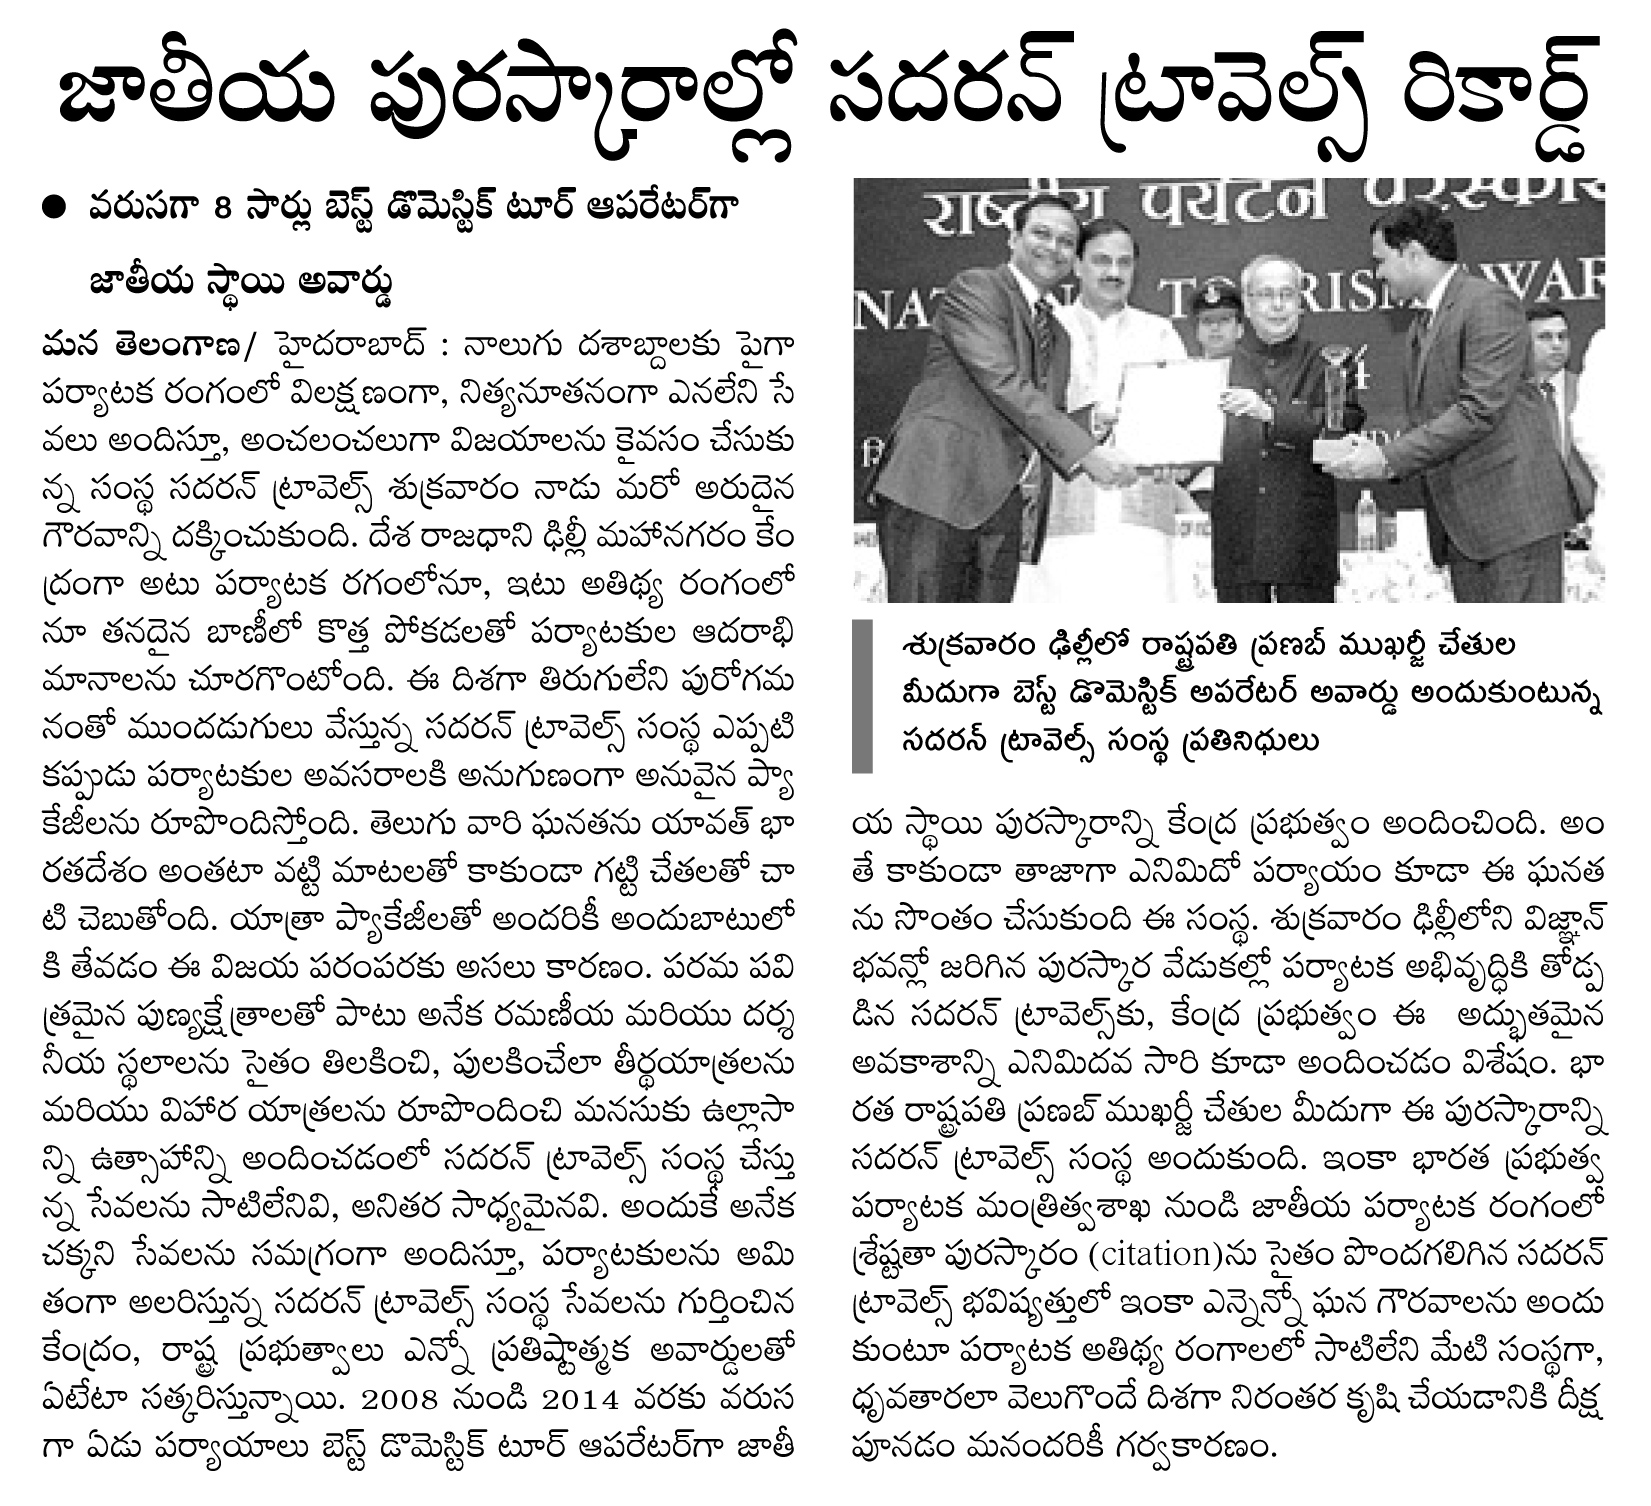 జాతీయ పురస్కారాల్లో సదరన్ ట్రావెల్స్ రికార్డ్
● వరుసగా 8 సార్లు బెస్ట్ డొమెస్టిక్ టూర్ ఆపరేటర్‌గా
జాతీయ స్థాయి అవార్డు
మన తెలంగాణ/ హైదరాబాద్ : నాలుగు దశాబ్దాలకు పైగా
పర్యాటక రంగంలో విలక్షణంగా, నిత్యనూతనంగా ఎనలేని సే
వలు అందిస్తూ, అంచలంచలుగా విజయాలను కైవసం చేసుకు
న్న సంస్థ సదరన్ ట్రావెల్స్ శుక్రవారం నాడు మరో అరుదైన
గౌరవాన్ని దక్కించుకుంది. దేశ రాజధాని ఢిల్లీ మహానగరం కేం
ద్రంగా అటు పర్యాటక రగంలోనూ, ఇటు అతిథ్య రంగంలో
నూ తనదైన బాణీలో కొత్త పోకడలతో పర్యాటకుల ఆదరాభి
మానాలను చూరగొంటోంది. ఈ దిశగా తిరుగులేని పురోగమ
నంతో ముందడుగులు వేస్తున్న సదరన్ ట్రావెల్స్ సంస్థ ఎప్పటి
కప్పుడు పర్యాటకుల అవసరాలకి అనుగుణంగా అనువైన ప్యా
కేజీలను రూపొందిస్తోంది. తెలుగు వారి ఘనతను యావత్ భా
రతదేశం అంతటా వట్టి మాటలతో కాకుండా గట్టి చేతలతో చా
టి చెబుతోంది. యాత్రా ప్యాకేజీలతో అందరికీ అందుబాటులో
కి తేవడం ఈ విజయ పరంపరకు అసలు కారణం. పరమ పవి
త్రమైన పుణ్యక్షేత్రాలతో పాటు అనేక రమణీయ మరియు దర్శ
నీయ స్థలాలను సైతం తిలకించి, పులకించేలా తీర్థయాత్రలను
మరియు విహార యాత్రలను రూపొందించి మనసుకు ఉల్లాసా
న్ని ఉత్సాహాన్ని అందించడంలో సదరన్ ట్రావెల్స్ సంస్థ చేస్తు
న్న సేవలను సాటిలేనివి, అనితర సాధ్యమైనవి. అందుకే అనేక
చక్కని సేవలను సమగ్రంగా అందిస్తూ, పర్యాటకులను అమి
తంగా అలరిస్తున్న సదరన్ ట్రావెల్స్ సంస్థ సేవలను గుర్తించిన
కేంద్రం, రాష్ట్ర ప్రభుత్వాలు ఎన్నో ప్రతిష్టాత్మక అవార్డులతో
ఏటేటా సత్కరిస్తున్నాయి. 2008 నుండి 2014 వరకు వరుస
గా ఏడు పర్యాయాలు బెస్ట్ డొమెస్టిక్ టూర్ ఆపరేటర్‌గా జాతీ
राष्ट्रीय पर्यटन पुरस्कार
NATIONAL TOURISM AWAR
శుక్రవారం ఢిల్లీలో రాష్ట్రపతి ప్రణబ్ ముఖర్జీ చేతుల
మీదుగా బెస్ట్ డొమెస్టిక్ అపరేటర్ అవార్డు అందుకుంటున్న
సదరన్ ట్రావెల్స్ సంస్థ ప్రతినిధులు
య స్థాయి పురస్కారాన్ని కేంద్ర ప్రభుత్వం అందించింది. అం
తే కాకుండా తాజాగా ఎనిమిదో పర్యాయం కూడా ఈ ఘనత
ను సొంతం చేసుకుంది ఈ సంస్థ. శుక్రవారం ఢిల్లీలోని విజ్ఞాన్
భవన్లో జరిగిన పురస్కార వేడుకల్లో పర్యాటక అభివృద్ధికి తోడ్ప
డిన సదరన్ ట్రావెల్స్‌కు, కేంద్ర ప్రభుత్వం ఈ అద్భుతమైన
అవకాశాన్ని ఎనిమిదవ సారి కూడా అందించడం విశేషం. భా
రత రాష్ట్రపతి ప్రణబ్ ముఖర్జీ చేతుల మీదుగా ఈ పురస్కారాన్ని
సదరన్ ట్రావెల్స్ సంస్థ అందుకుంది. ఇంకా భారత ప్రభుత్వ
పర్యాటక మంత్రిత్వశాఖ నుండి జాతీయ పర్యాటక రంగంలో
శ్రేష్టతా పురస్కారం (citation)ను సైతం పొందగలిగిన సదరన్
ట్రావెల్స్ భవిష్యత్తులో ఇంకా ఎన్నెన్నో ఘన గౌరవాలను అందు
కుంటూ పర్యాటక అతిథ్య రంగాలలో సాటిలేని మేటి సంస్థగా,
ధృవతారలా వెలుగొందే దిశగా నిరంతర కృషి చేయడానికి దీక్ష
పూనడం మనందరికీ గర్వకారణం.